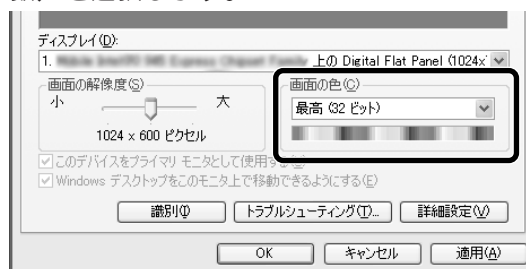 ディスプレイ(D):
1. 上の Digital Flat Panel (1024x
画面の解像度(S)
小 大
1024 x 600 ピクセル
画面の色(C)
最高 (32 ビット)
このデバイスをプライマリ モニタとして使用する
Windows デスクトップをこのモニタ上で移動できるようにする(E)
識別(I) トラブルシューティング(T)... 詳細設定(V)
OK キャンセル 適用(A)